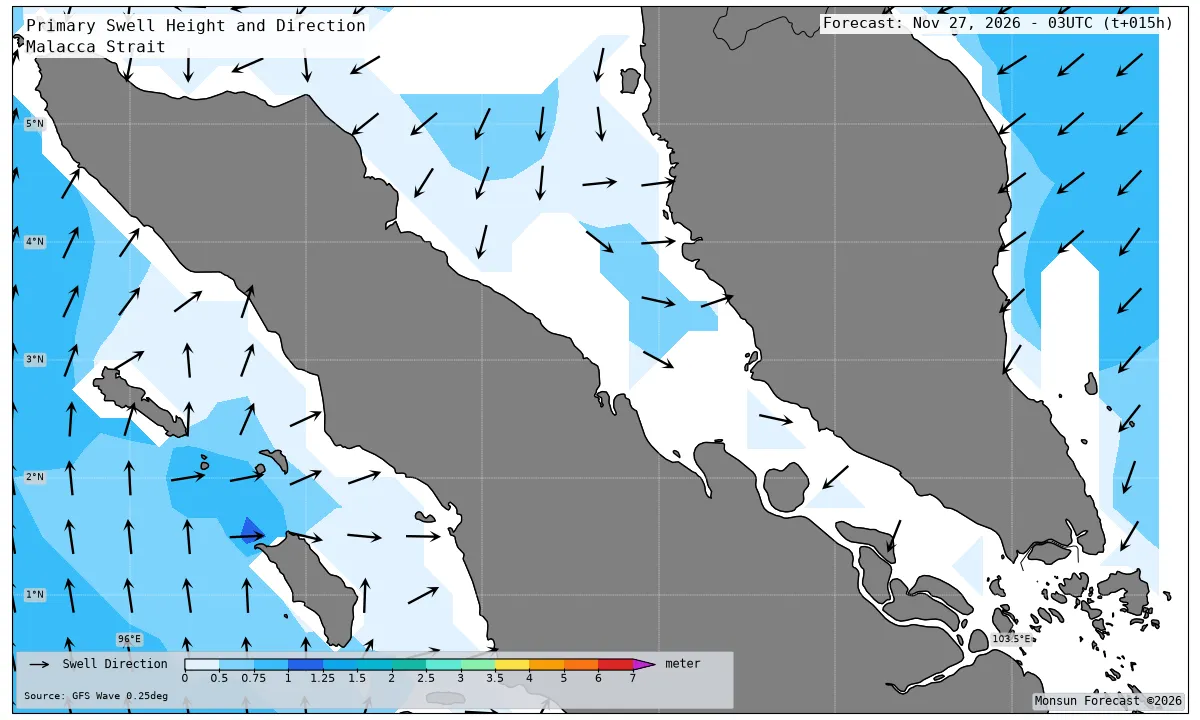 Primary Swell Height and Direction
Malacca Strait
Forecast: Nov 27, 2026 - 03UTC (t+015h)
5°N
4°N
3°N
2°N
1°N
96°E
103.5°E
Swell Direction
meter
0 0.5 0.75 1 1.25 1.5 2 2.5 3 3.5 4 5 6 7
Source: GFS Wave 0.25deg
Monsun Forecast ©2026